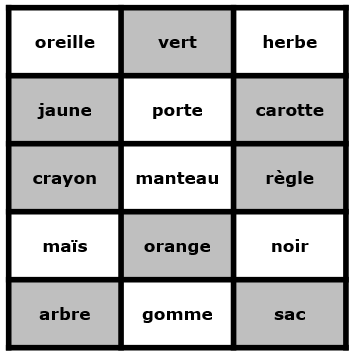 oreille vert herbe
jaune porte carotte
crayon manteau règle
maïs orange noir
arbre gomme sac